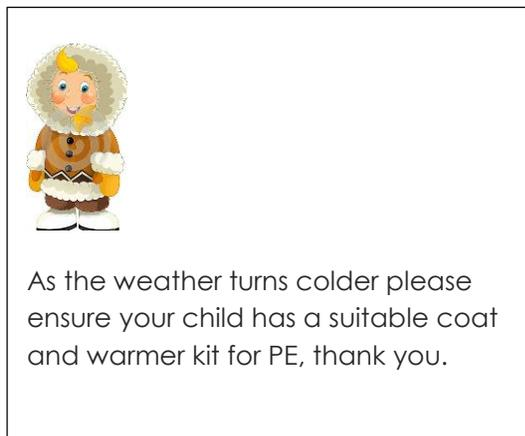 As the weather turns colder please
ensure your child has a suitable coat
and warmer kit for PE, thank you.